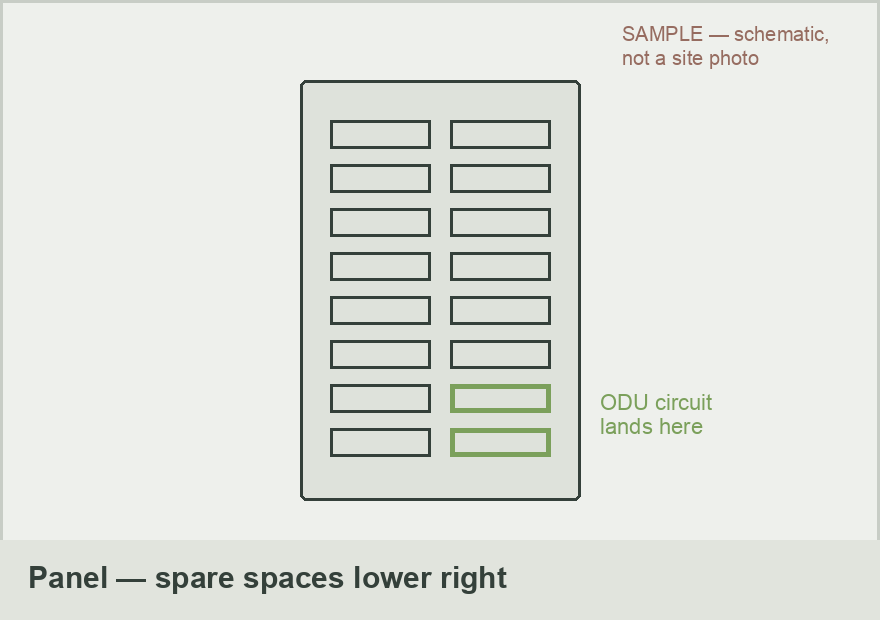 SAMPLE — schematic,
not a site photo
ODU circuit
lands here
Panel — spare spaces lower right